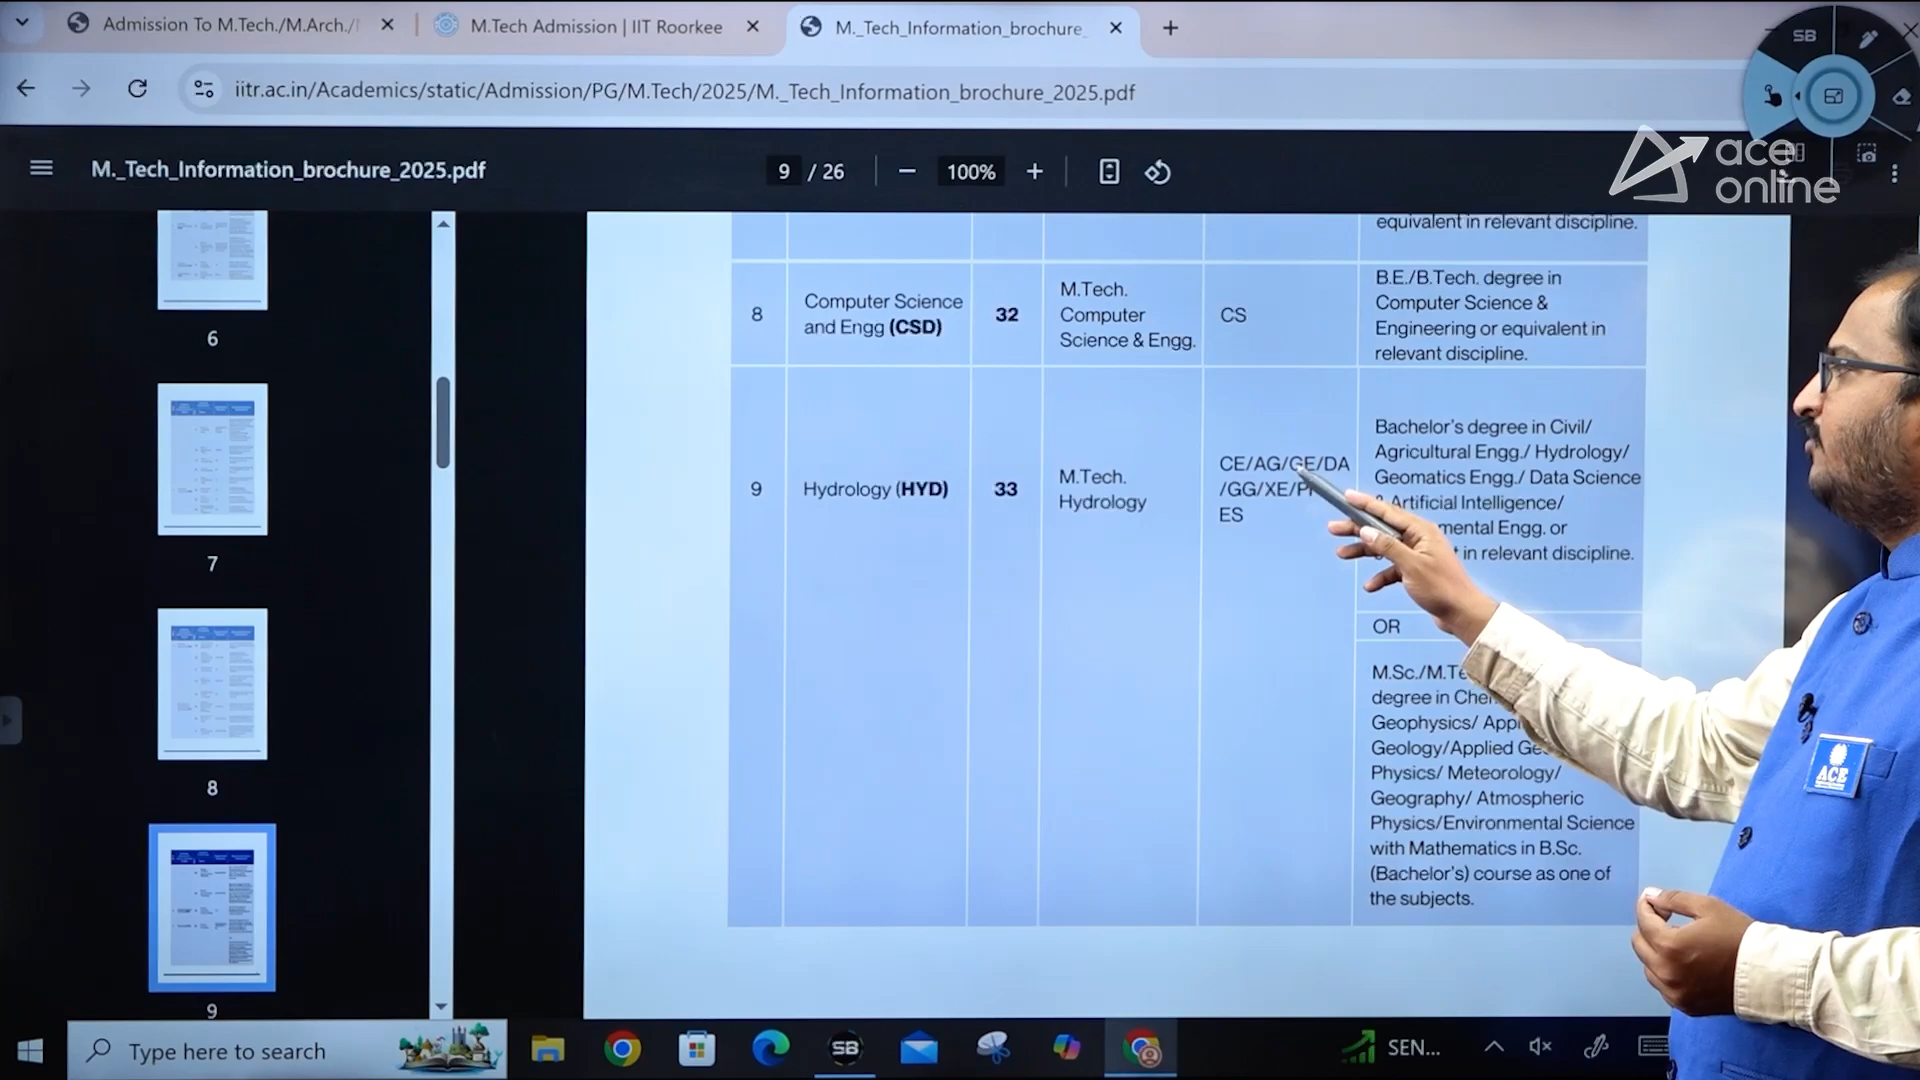 Admission To M.Tech./M.Arch./
M.Tech Admission | IIT Roorkee
M._Tech_Information_brochure_
SB
iitr.ac.in/Academics/static/Admission/PG/M.Tech/2025/M._Tech_Information_brochure_2025.pdf
M._Tech_Information_brochure_2025.pdf
9 / 26
100%
ace
online
equivalent in relevant discipline.
8
Computer Science
and Engg (CSD)
32
M.Tech.
Computer
Science & Engg.
CS
B.E./B.Tech. degree in
Computer Science &
Engineering or equivalent in
relevant discipline.
9
Hydrology (HYD)
33
M.Tech.
Hydrology
CE/AG/GE/DA
/GG/XE/
ES
Bachelor's degree in Civil/
Agricultural Engg./ Hydrology/
Geomatics Engg./ Data Science
Artificial Intelligence/
mental Engg. or
in relevant discipline.
OR
M.Sc./M.Te
degree in Che
Geophysics/ App
Geology/Applied Ge
Physics/ Meteorology/
Geography/ Atmospheric
Physics/Environmental Science
with Mathematics in B.Sc.
(Bachelor's) course as one of
the subjects.
6
7
8
9
ACE
Type here to search
SB
SEN...